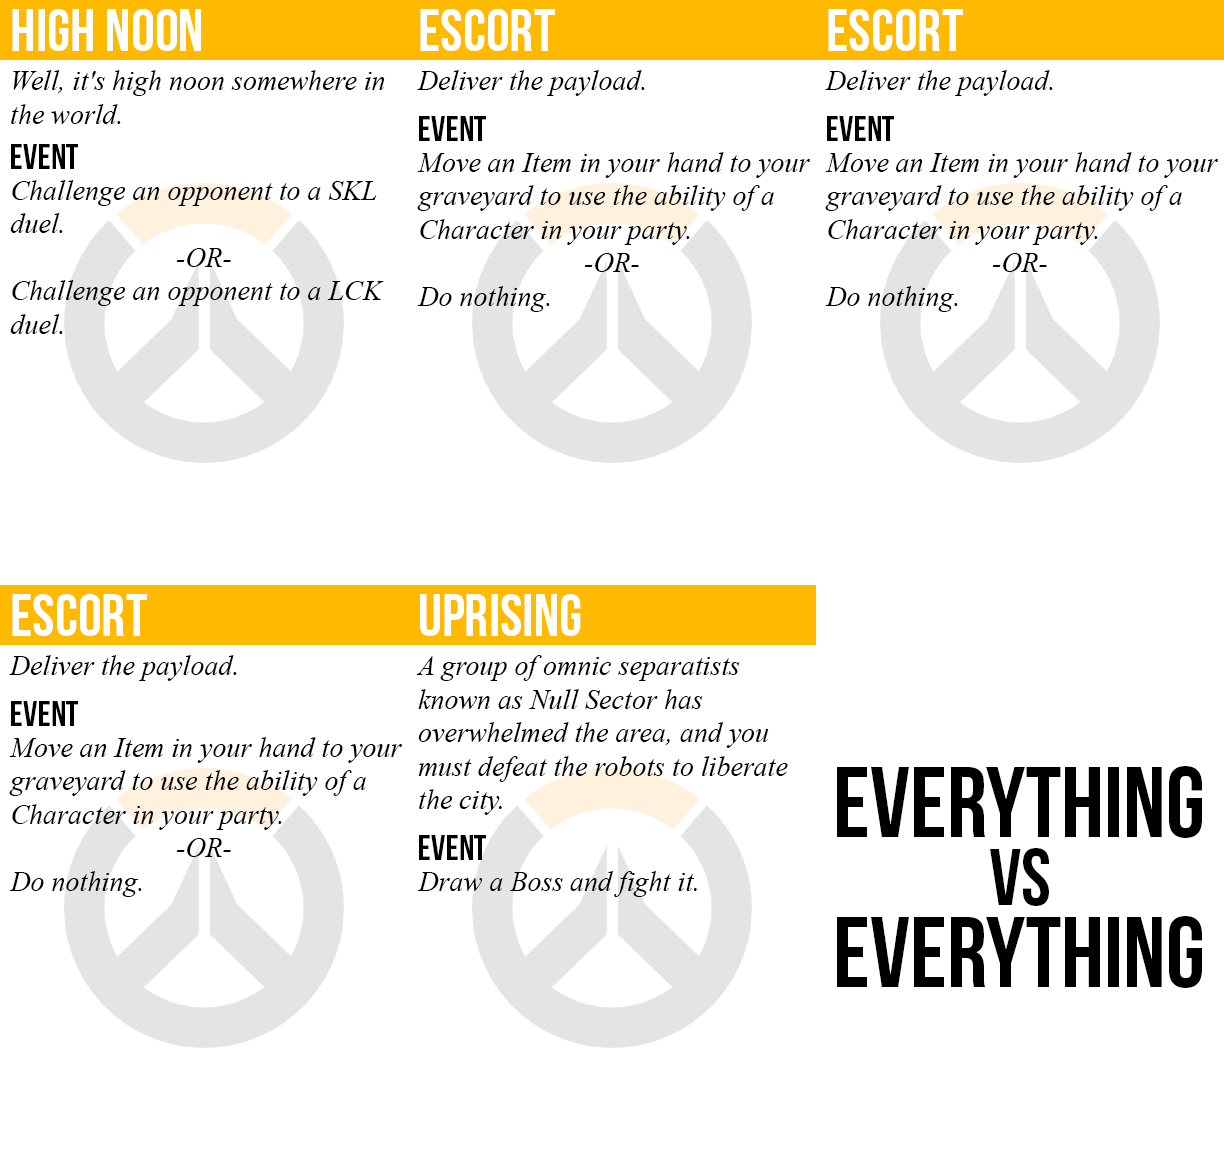 HIGH NOON
Well, it's high noon somewhere in
the world.
EVENT
Challenge an opponent to a SKL
duel.
-OR-
Challenge an opponent to a LCK
duel.
ESCORT
Deliver the payload.
EVENT
Move an Item in your hand to your
graveyard to use the ability of a
Character in your party.
-OR-
Do nothing.
ESCORT
Deliver the payload.
EVENT
Move an Item in your hand to your
graveyard to use the ability of a
Character in your party.
-OR-
Do nothing.
ESCORT
Deliver the payload.
EVENT
Move an Item in your hand to your
graveyard to use the ability of a
Character in your party.
-OR-
Do nothing.
UPRISING
A group of omnic separatists
known as Null Sector has
overwhelmed the area, and you
must defeat the robots to liberate
the city.
EVENT
Draw a Boss and fight it.
EVERYTHING
VS
EVERYTHING